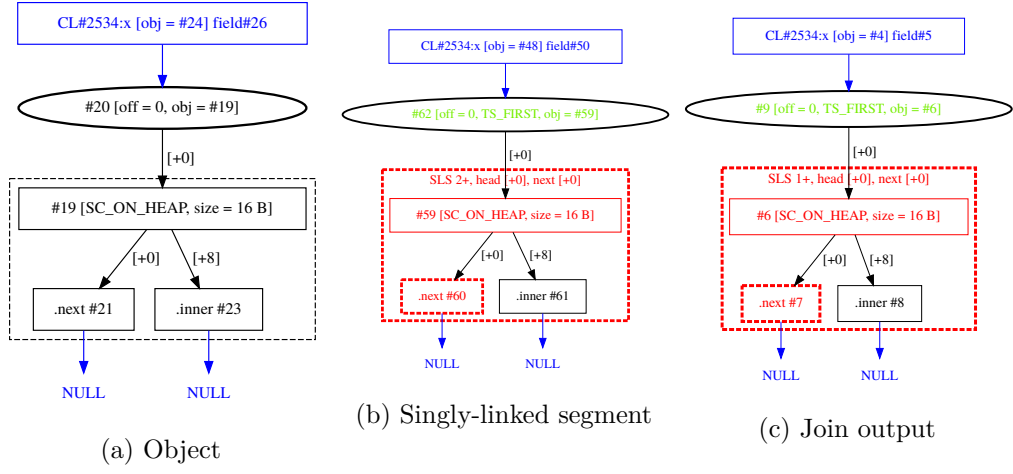 CL#2534:x [obj = #24] field#26
#20 [off = 0, obj = #19]
[+0]
#19 [SC_ON_HEAP, size = 16 B]
[+0]
[+8]
.next #21
.inner #23
NULL
NULL
(a) Object
CL#2534:x [obj = #48] field#50
#62 [off = 0, TS_FIRST, obj = #59]
[+0]
SLS 2+, head [+0], next [+0]
#59 [SC_ON_HEAP, size = 16 B]
[+0]
[+8]
.next #60
.inner #61
NULL
NULL
(b) Singly-linked segment
CL#2534:x [obj = #4] field#5
#9 [off = 0, TS_FIRST, obj = #6]
[+0]
SLS 1+, head [+0], next [+0]
#6 [SC_ON_HEAP, size = 16 B]
[+0]
[+8]
.next #7
.inner #8
NULL
NULL
(c) Join output